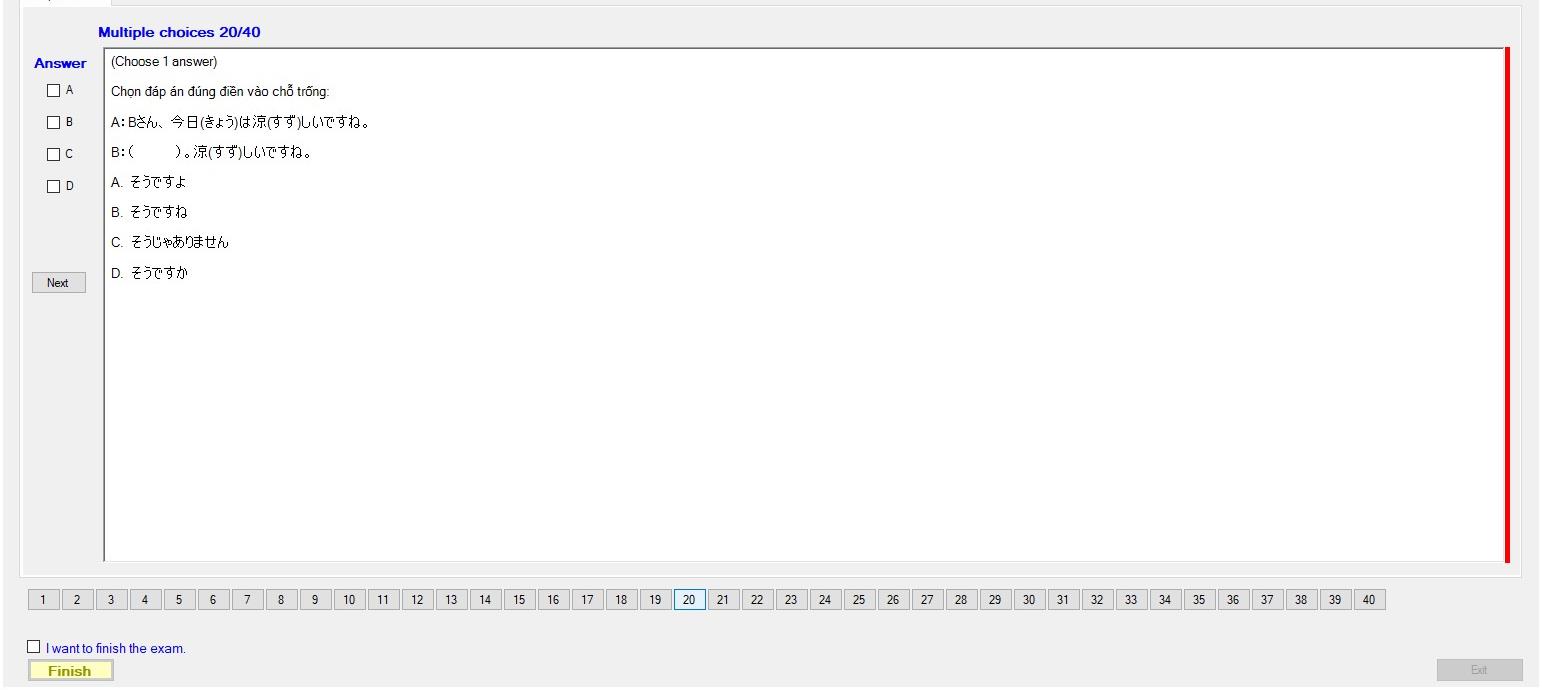 Multiple choices 20/40
Answer
(Choose 1 answer)
A
Chọn đáp án đúng điền vào chỗ trống:
B
A: Bさん、今日(きょう)は涼(すず)しいですね。
C
B: (　　　)。涼(すず)しいですね。
D
A. そうですよ
B. そうですね
C. そうじゃありません
D. そうですか
Next
1 2 3 4 5 6 7 8 9 10 11 12 13 14 15 16 17 18 19 20 21 22 23 24 25 26 27 28 29 30 31 32 33 34 35 36 37 38 39 40
I want to finish the exam.
Finish
Exit